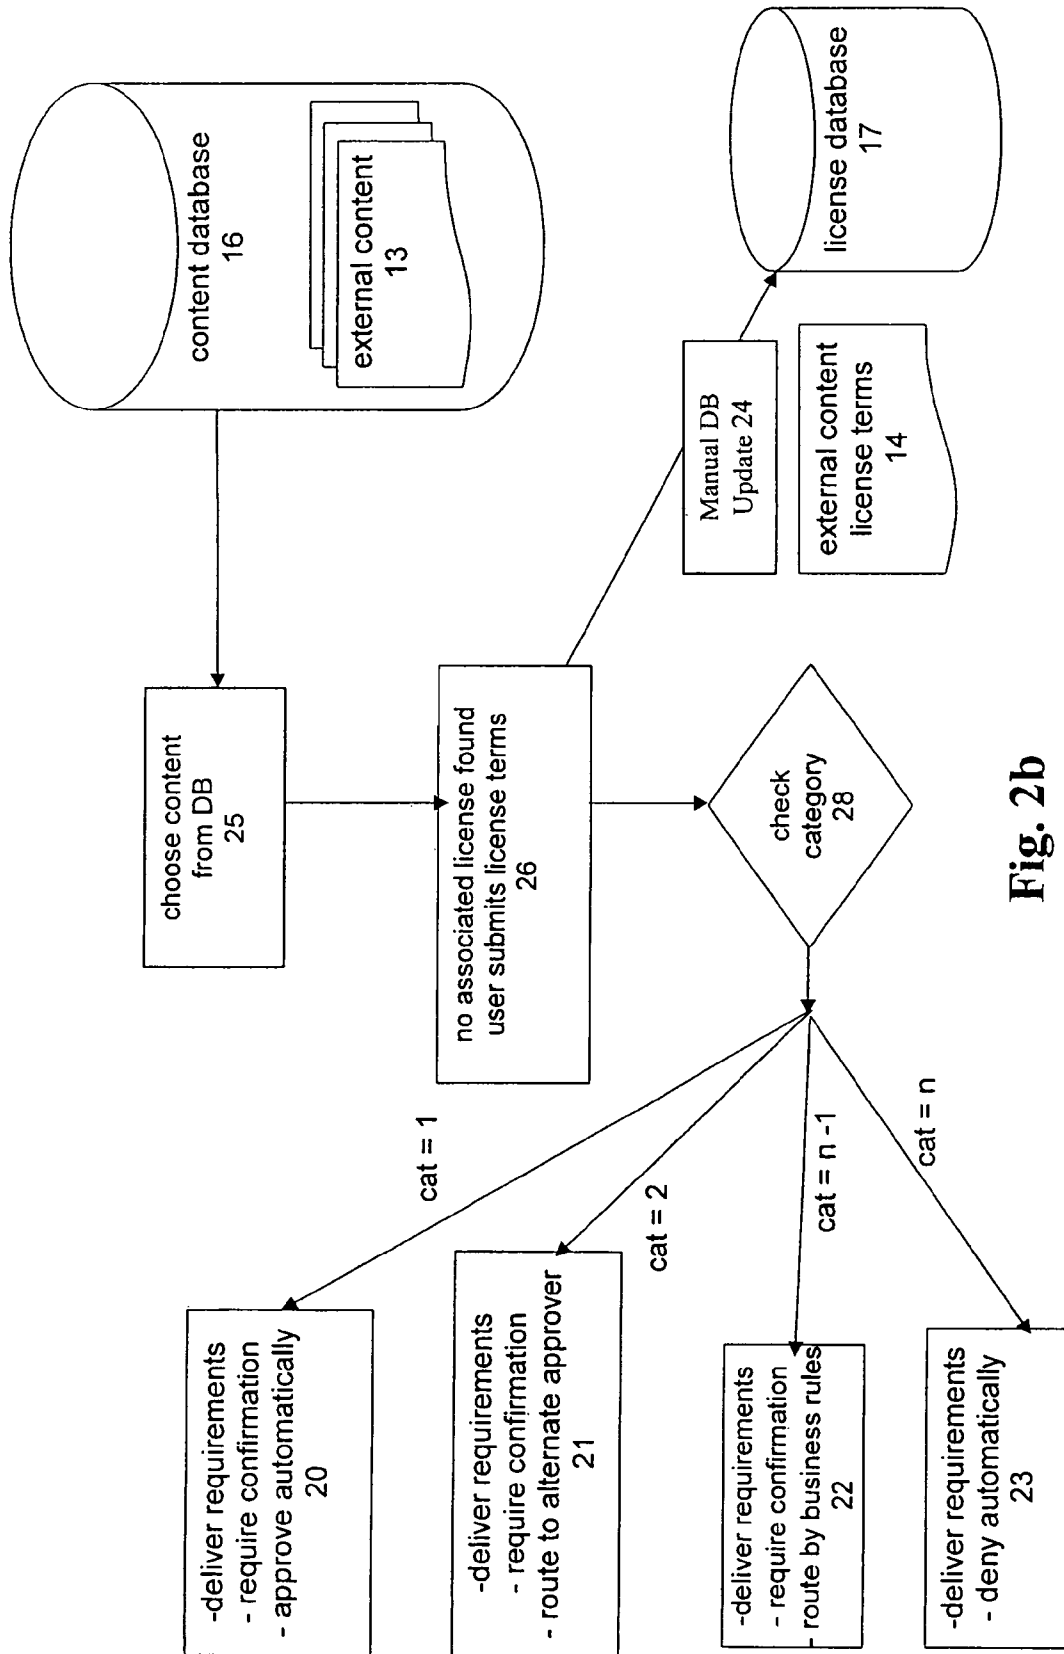 content database
16
external content
13
license database
17
choose content
from DB
25
no associated license found
user submits license terms
26
Manual DB
Update 24
external content
license terms
14
check
category
28
cat = 1
cat = 2
cat = n -1
cat = n
-deliver requirements
- require confirmation
- approve automatically
20
-deliver requirements
- require confirmation
- route to alternate approver
21
-deliver requirements
- require confirmation
- route by business rules
22
-deliver requirements
- deny automatically
23
Fig. 2b